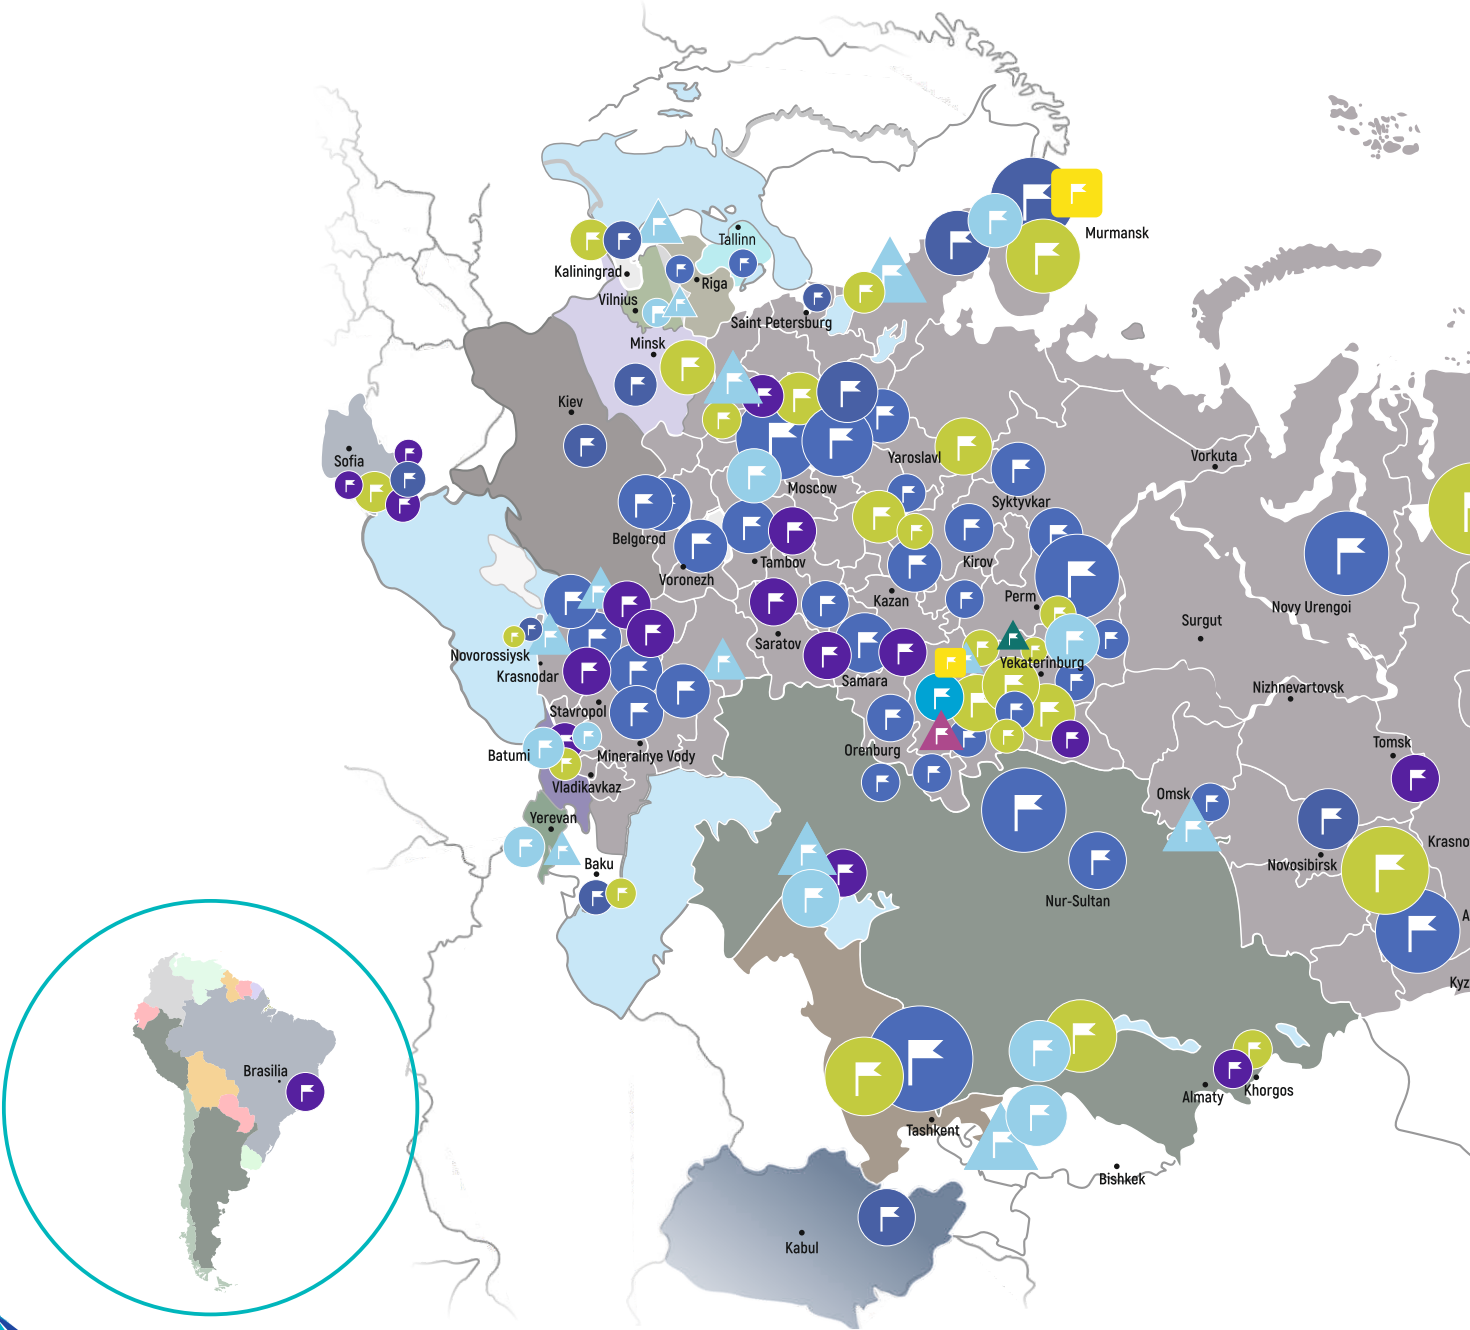 Tallinn
Murmansk
Kaliningrad
Riga
Vilnius
Saint Petersburg
Minsk
Kiev
Sofia
Yaroslavl
Vorkuta
Moscow
Syktyvkar
Belgorod
Tambov
Kirov
Voronezh
Kazan
Perm
Novy Urengoi
Surgut
Saratov
Novorossiysk
Yekaterinburg
Krasnodar
Samara
Nizhnevartovsk
Stavropol
Tomsk
Orenburg
Batumi
Mineralnye Vody
Vladikavkaz
Omsk
Yerevan
Krasno
Baku
Novosibirsk
Nur-Sultan
A
Kyz
Brasilia
Khorgos
Almaty
Tashkent
Bishkek
Kabul